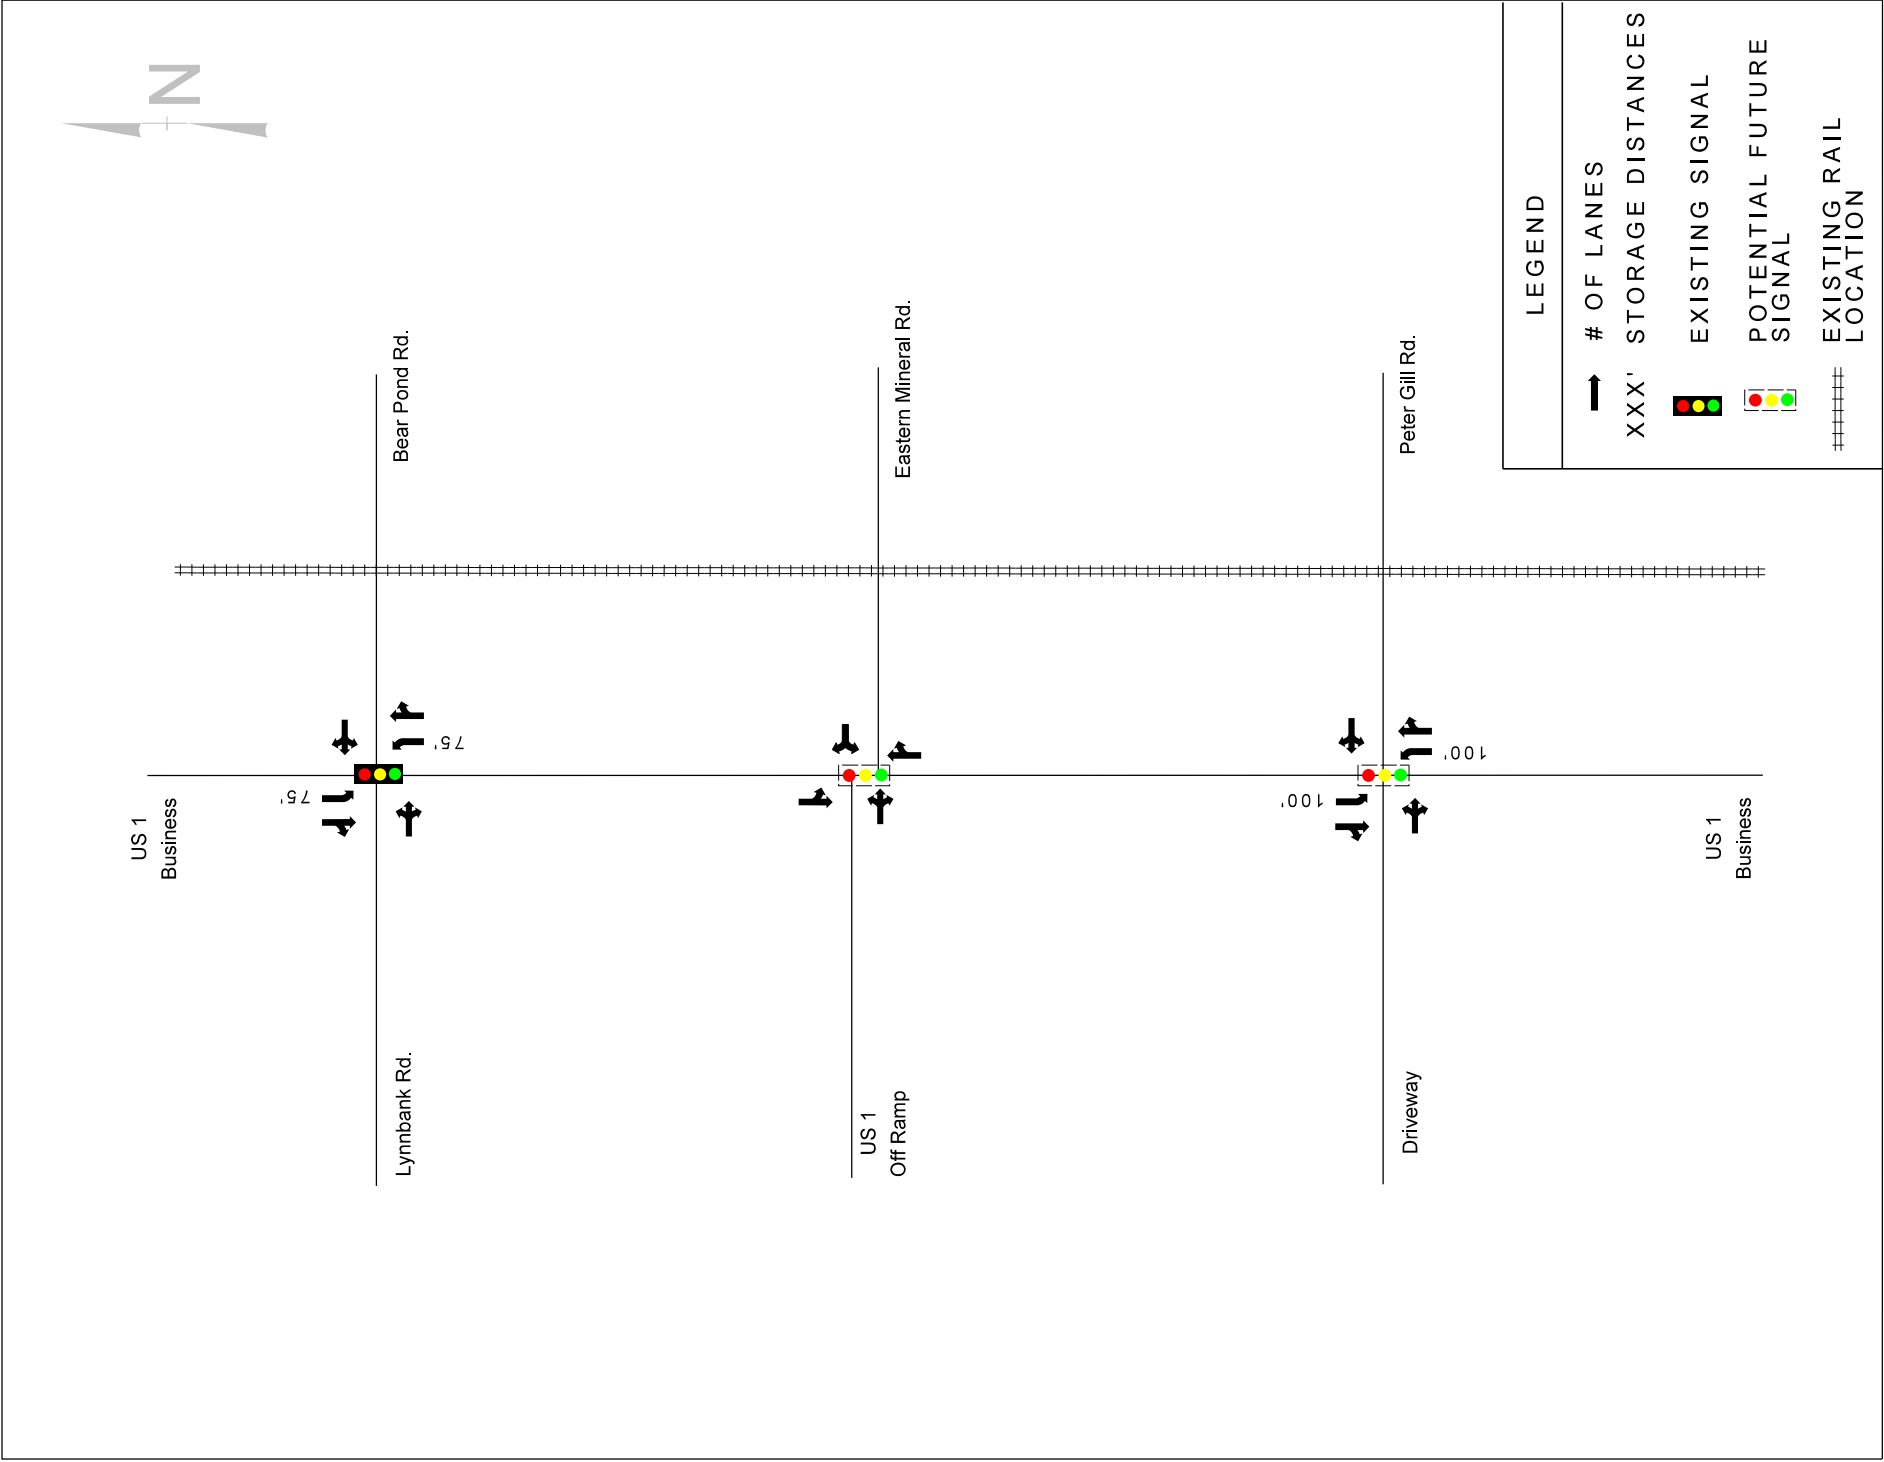 N
LEGEND
# OF LANES
XXX' STORAGE DISTANCES
EXISTING SIGNAL
POTENTIAL FUTURE
SIGNAL
EXISTING RAIL
LOCATION
Bear Pond Rd.
Eastern Mineral Rd.
Peter Gill Rd.
75'
100'
75'
100'
US 1
Business
US 1
Business
Lynnbank Rd.
US 1
Off Ramp
Driveway